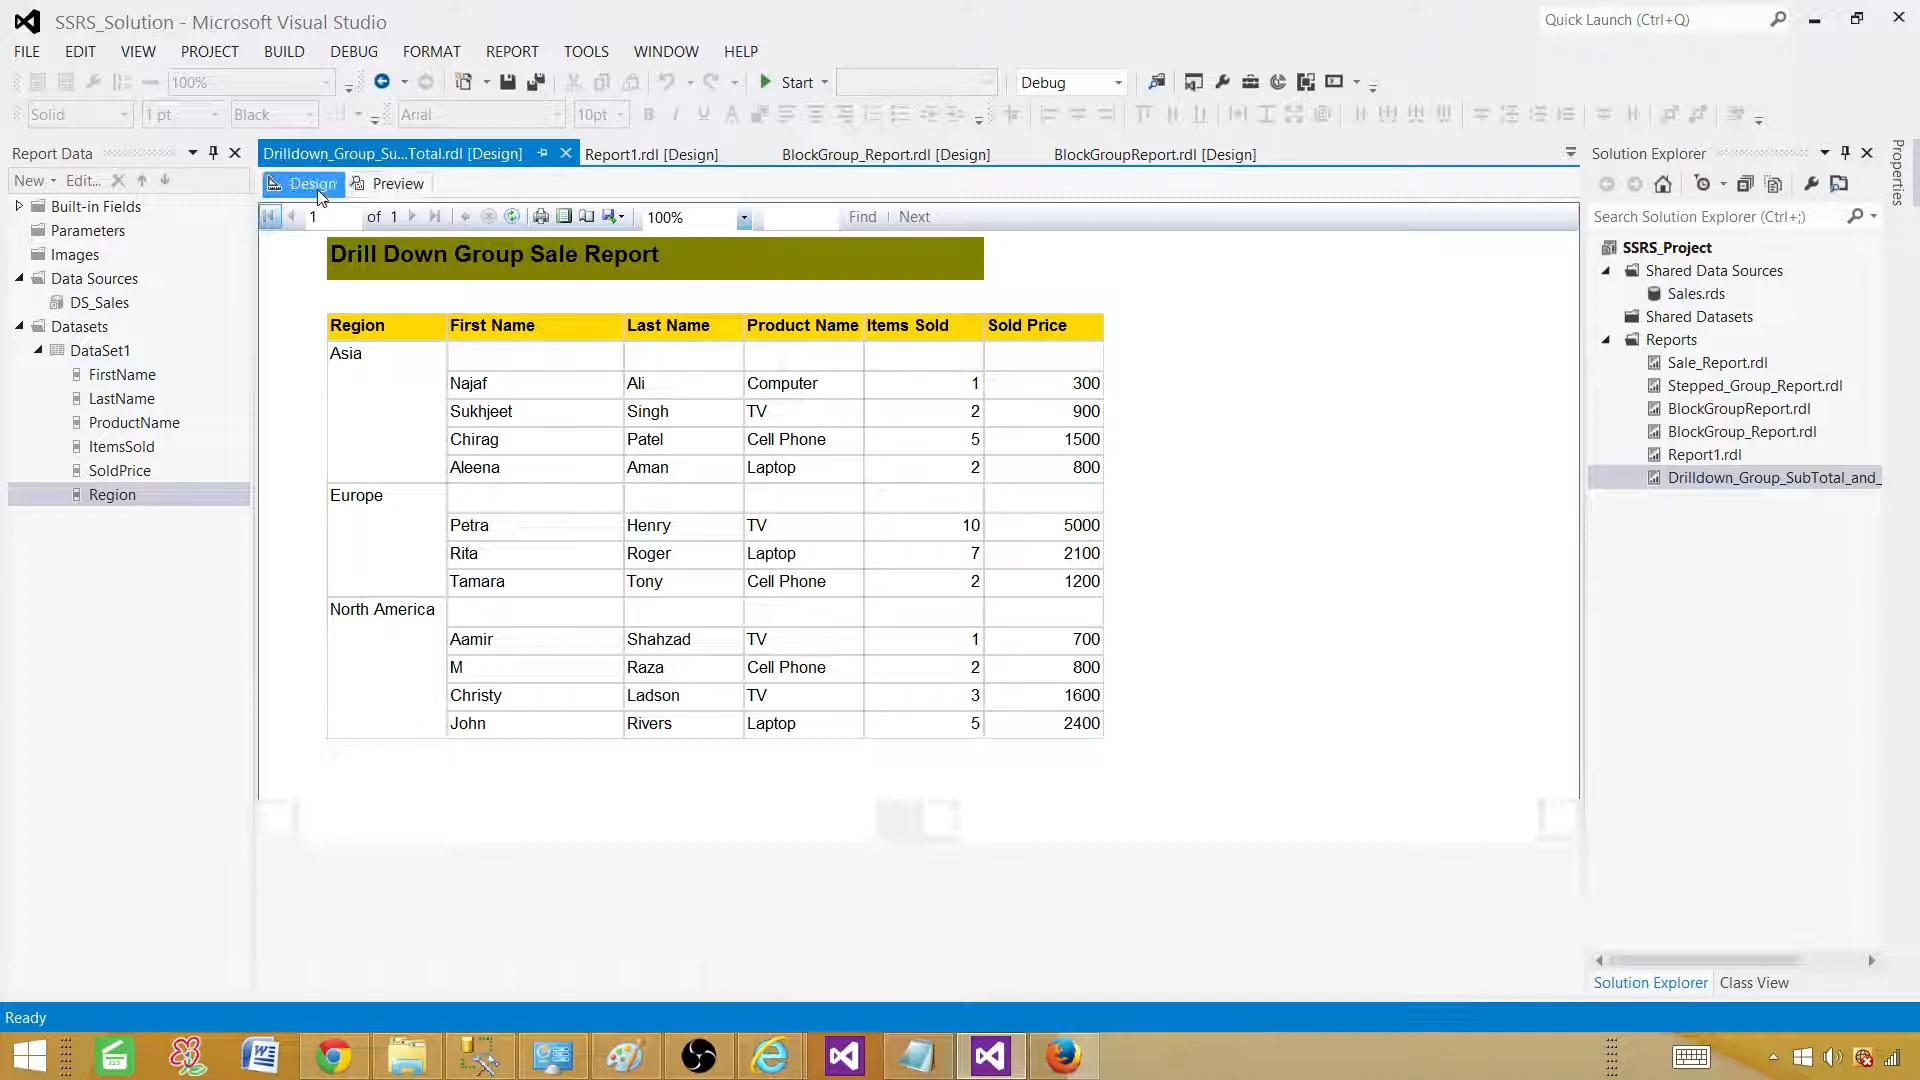 SSRS_Solution - Microsoft Visual Studio
Quick Launch (Ctrl+Q)
FILE EDIT VIEW PROJECT BUILD DEBUG FORMAT REPORT TOOLS WINDOW HELP
100%
Start
Debug
Solid 1 pt Black Arial 10pt B I U A
Report Data
Drilldown_Group_Su...Total.rdl [Design] Report1.rdl [Design] BlockGroup_Report.rdl [Design] BlockGroupReport.rdl [Design]
Solution Explorer
Properties
New Edit...
Design Preview
1 of 1 100% Find Next
Search Solution Explorer (Ctrl+;)
Built-in Fields
Parameters
Images
Data Sources
DS_Sales
Datasets
DataSet1
FirstName
LastName
ProductName
ItemsSold
SoldPrice
Region
Drill Down Group Sale Report
Region First Name Last Name Product Name Items Sold Sold Price
Asia
Najaf Ali Computer 1 300
Sukhjeet Singh TV 2 900
Chirag Patel Cell Phone 5 1500
Aleena Aman Laptop 2 800
Europe
Petra Henry TV 10 5000
Rita Roger Laptop 7 2100
Tamara Tony Cell Phone 2 1200
North America
Aamir Shahzad TV 1 700
M Raza Cell Phone 2 800
Christy Ladson TV 3 1600
John Rivers Laptop 5 2400
SSRS_Project
Shared Data Sources
Sales.rds
Shared Datasets
Reports
Sale_Report.rdl
Stepped_Group_Report.rdl
BlockGroupReport.rdl
BlockGroup_Report.rdl
Report1.rdl
Drilldown_Group_SubTotal_and_
Solution Explorer Class View
Ready